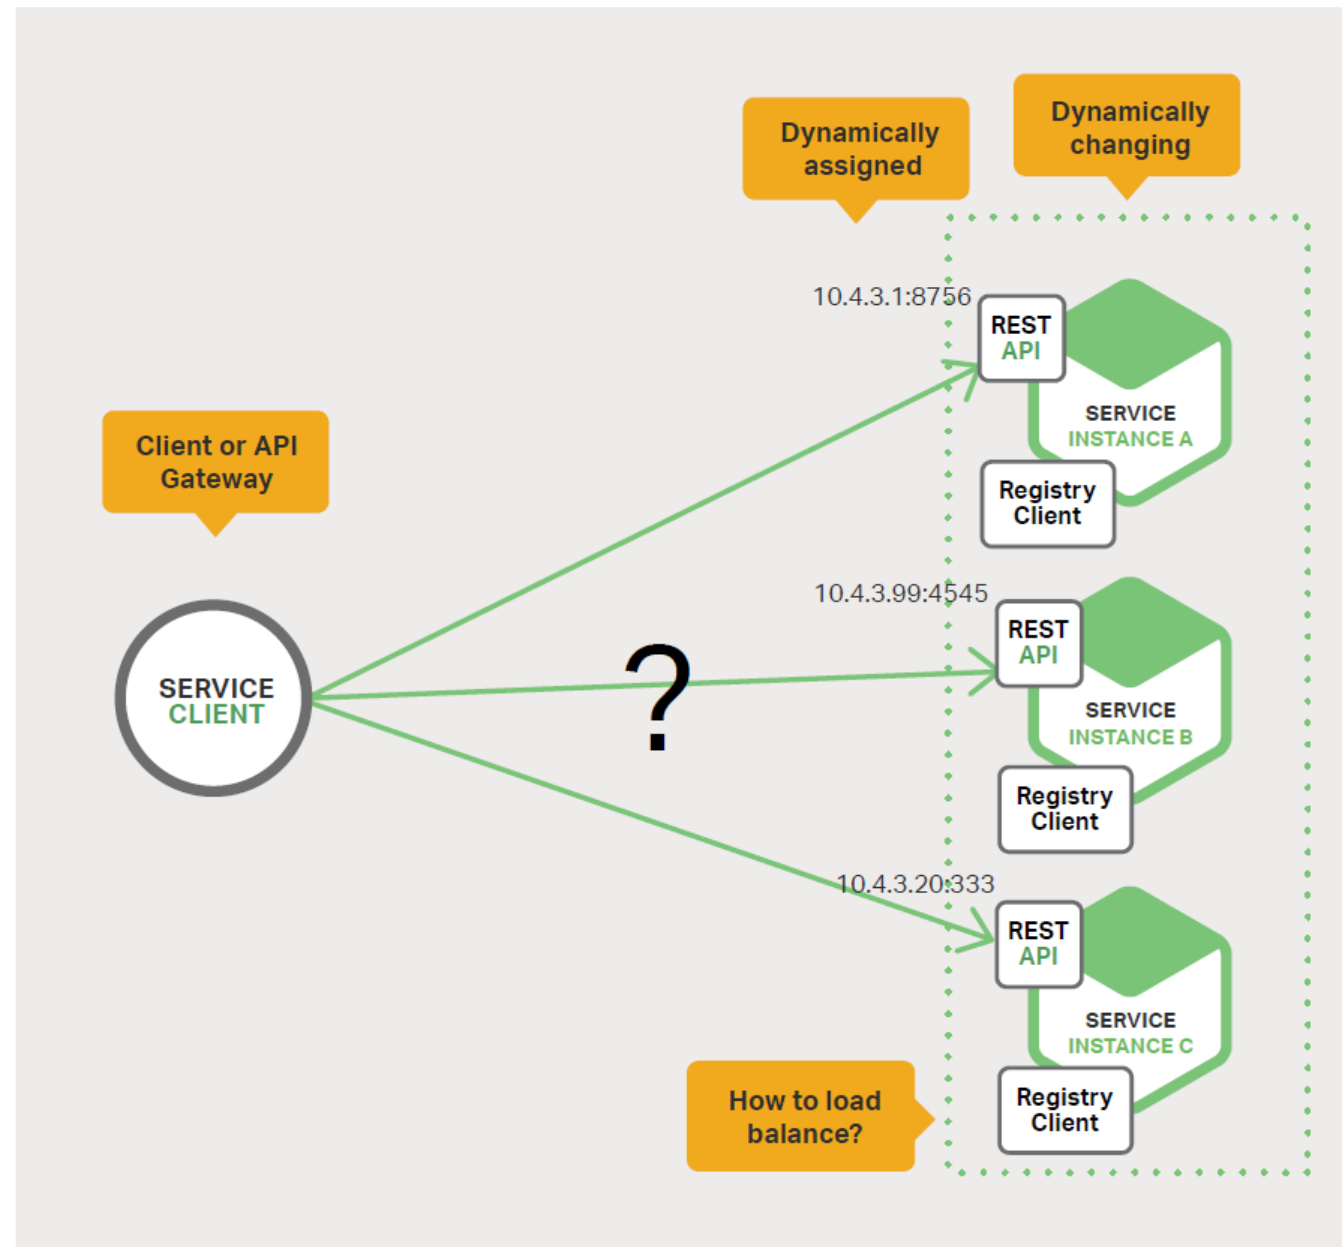 Dynamically
changing
Dynamically
assigned
10.4.3.1:8756
REST
API
SERVICE
INSTANCE A
Registry
Client
Client or API
Gateway
10.4.3.99:4545
REST
API
SERVICE
INSTANCE B
SERVICE
CLIENT
?
Registry
Client
10.4.3.20:333
REST
API
SERVICE
INSTANCE C
How to load
balance?
Registry
Client